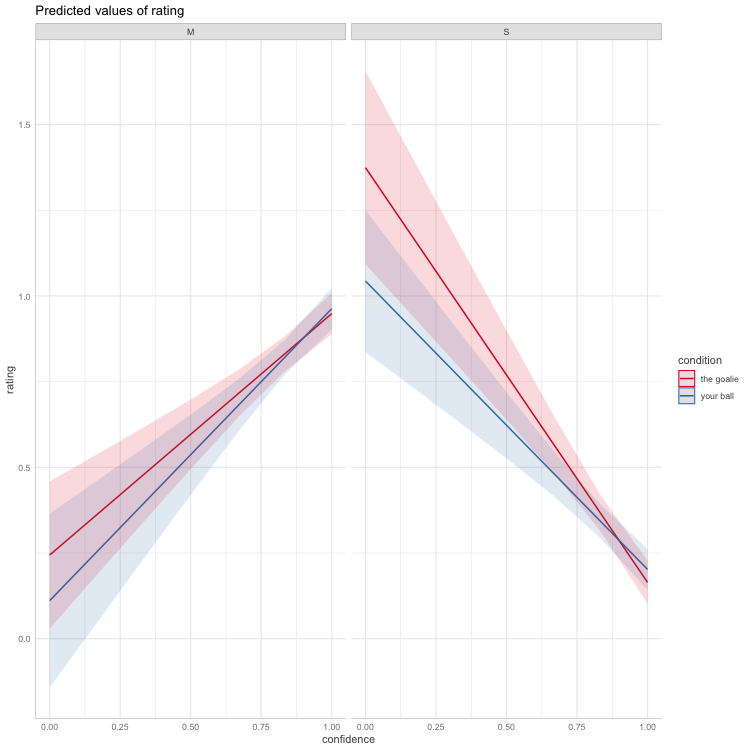 Predicted values of rating
M S
1.5
1.0
0.5
0.0
rating
0.00 0.25 0.50 0.75 1.00 0.00 0.25 0.50 0.75 1.00
confidence
condition
the goalie
your ball